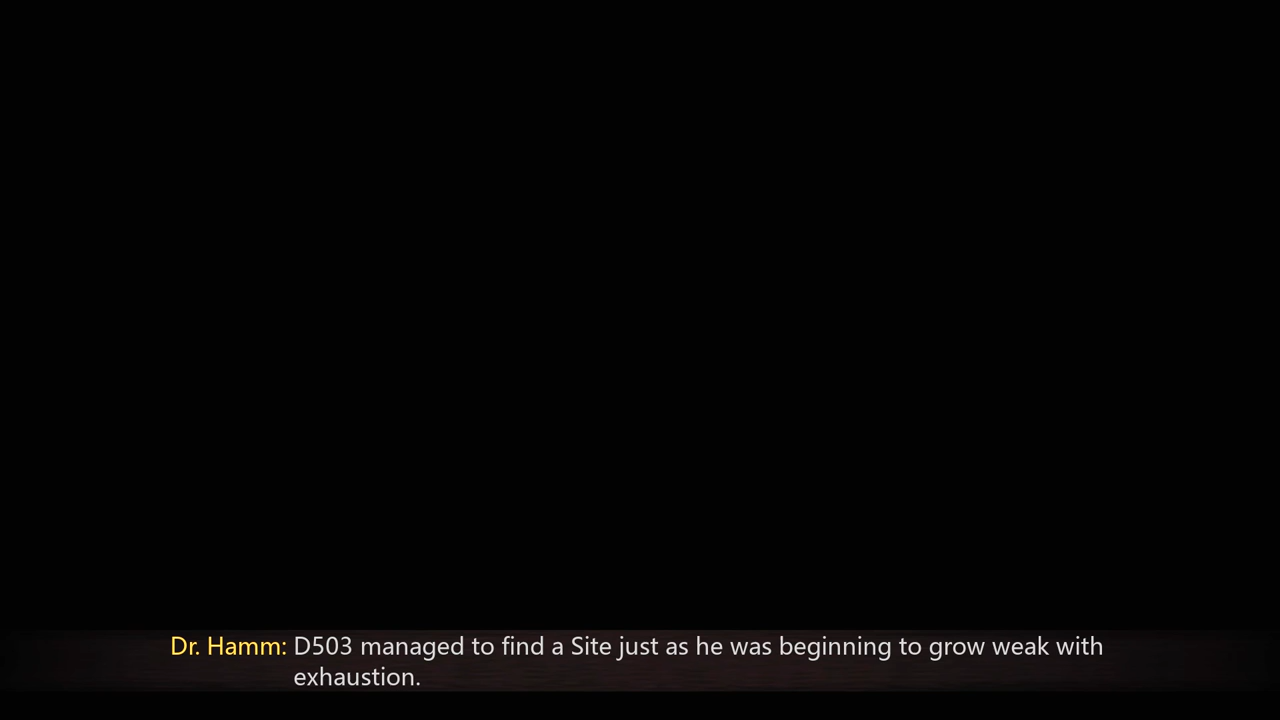 Dr. Hamm: D503 managed to find a Site just as he was beginning to grow weak with
exhaustion.